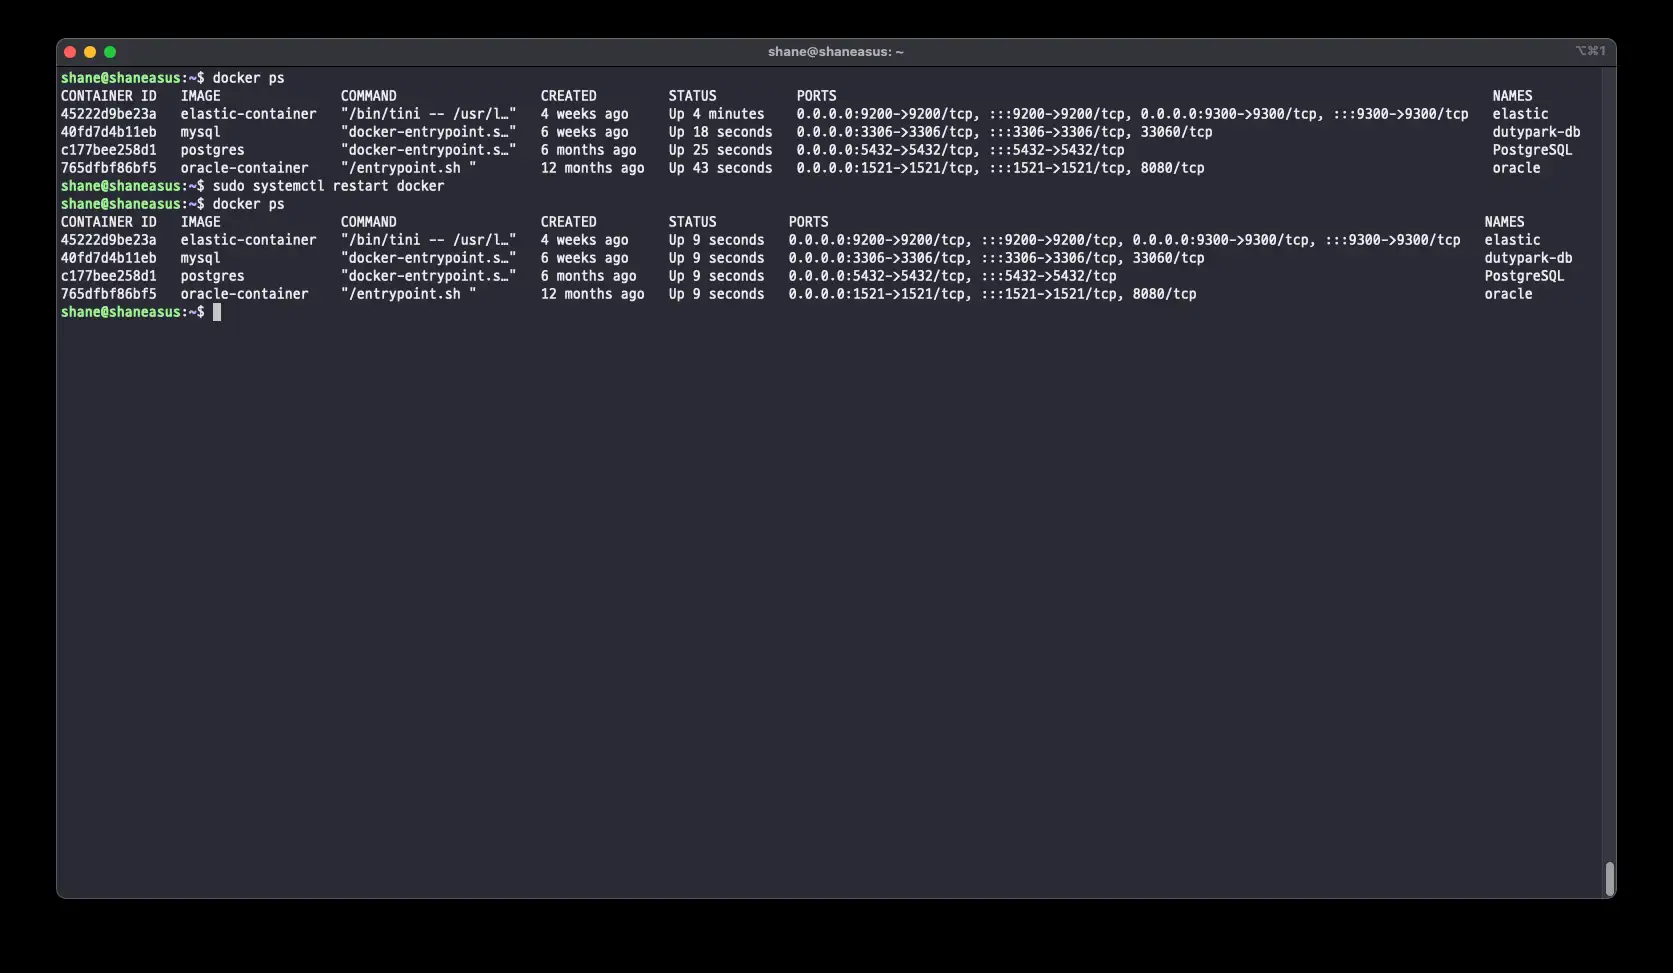 shane@shaneasus: ~
⌥⌘1
shane@shaneasus:~$ docker ps
CONTAINER ID   IMAGE               COMMAND                  CREATED         STATUS          PORTS                                                                                  NAMES
45222d9be23a   elastic-container   "/bin/tini -- /usr/l…"   4 weeks ago     Up 4 minutes    0.0.0.0:9200->9200/tcp, :::9200->9200/tcp, 0.0.0.0:9300->9300/tcp, :::9300->9300/tcp   elastic
40fd7d4b11eb   mysql               "docker-entrypoint.s…"   6 weeks ago     Up 18 seconds   0.0.0.0:3306->3306/tcp, :::3306->3306/tcp, 33060/tcp                                   dutypark-db
c177bee258d1   postgres            "docker-entrypoint.s…"   6 months ago    Up 25 seconds   0.0.0.0:5432->5432/tcp, :::5432->5432/tcp                                              PostgreSQL
765dfbf86bf5   oracle-container    "/entrypoint.sh "        12 months ago   Up 43 seconds   0.0.0.0:1521->1521/tcp, :::1521->1521/tcp, 8080/tcp                                    oracle
shane@shaneasus:~$ sudo systemctl restart docker
shane@shaneasus:~$ docker ps
CONTAINER ID   IMAGE               COMMAND                  CREATED         STATUS         PORTS                                                                                  NAMES
45222d9be23a   elastic-container   "/bin/tini -- /usr/l…"   4 weeks ago     Up 9 seconds   0.0.0.0:9200->9200/tcp, :::9200->9200/tcp, 0.0.0.0:9300->9300/tcp, :::9300->9300/tcp   elastic
40fd7d4b11eb   mysql               "docker-entrypoint.s…"   6 weeks ago     Up 9 seconds   0.0.0.0:3306->3306/tcp, :::3306->3306/tcp, 33060/tcp                                   dutypark-db
c177bee258d1   postgres            "docker-entrypoint.s…"   6 months ago    Up 9 seconds   0.0.0.0:5432->5432/tcp, :::5432->5432/tcp                                              PostgreSQL
765dfbf86bf5   oracle-container    "/entrypoint.sh "        12 months ago   Up 9 seconds   0.0.0.0:1521->1521/tcp, :::1521->1521/tcp, 8080/tcp                                    oracle
shane@shaneasus:~$